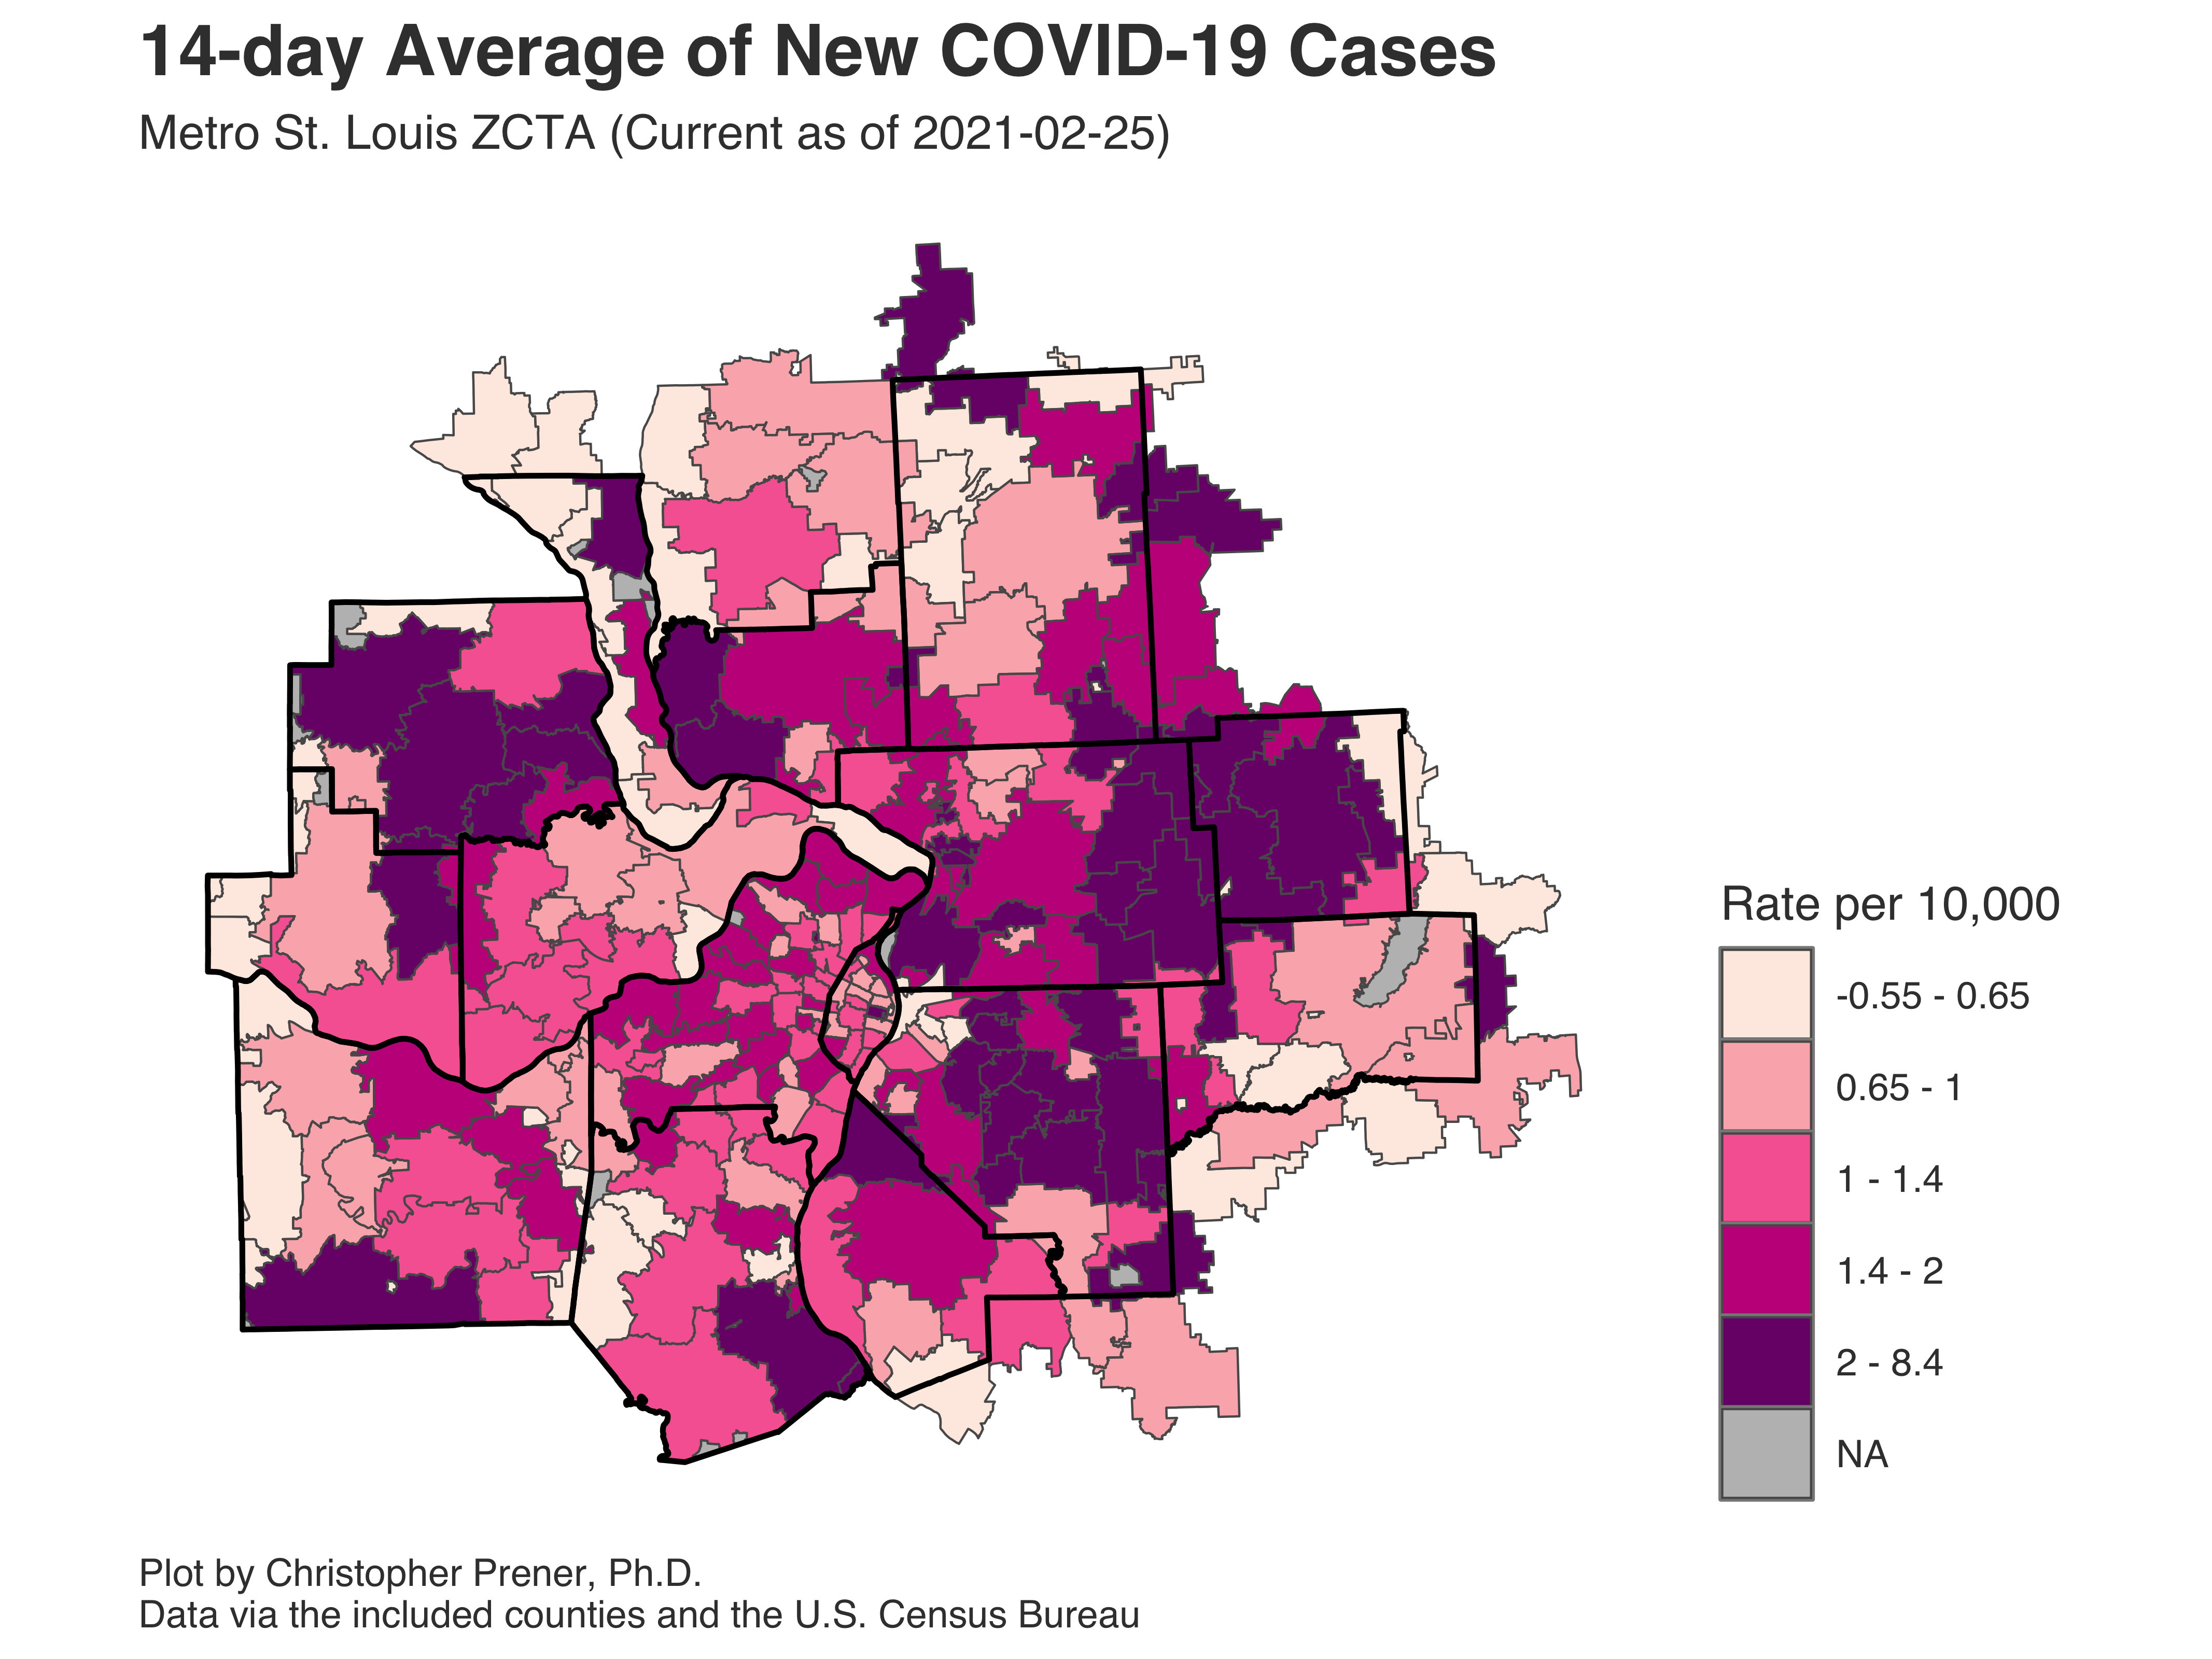 14-day Average of New COVID-19 Cases
Metro St. Louis ZCTA (Current as of 2021-02-25)
Rate per 10,000
-0.55 - 0.65
0.65 - 1
1 - 1.4
1.4 - 2
2 - 8.4
NA
Plot by Christopher Prener, Ph.D.
Data via the included counties and the U.S. Census Bureau